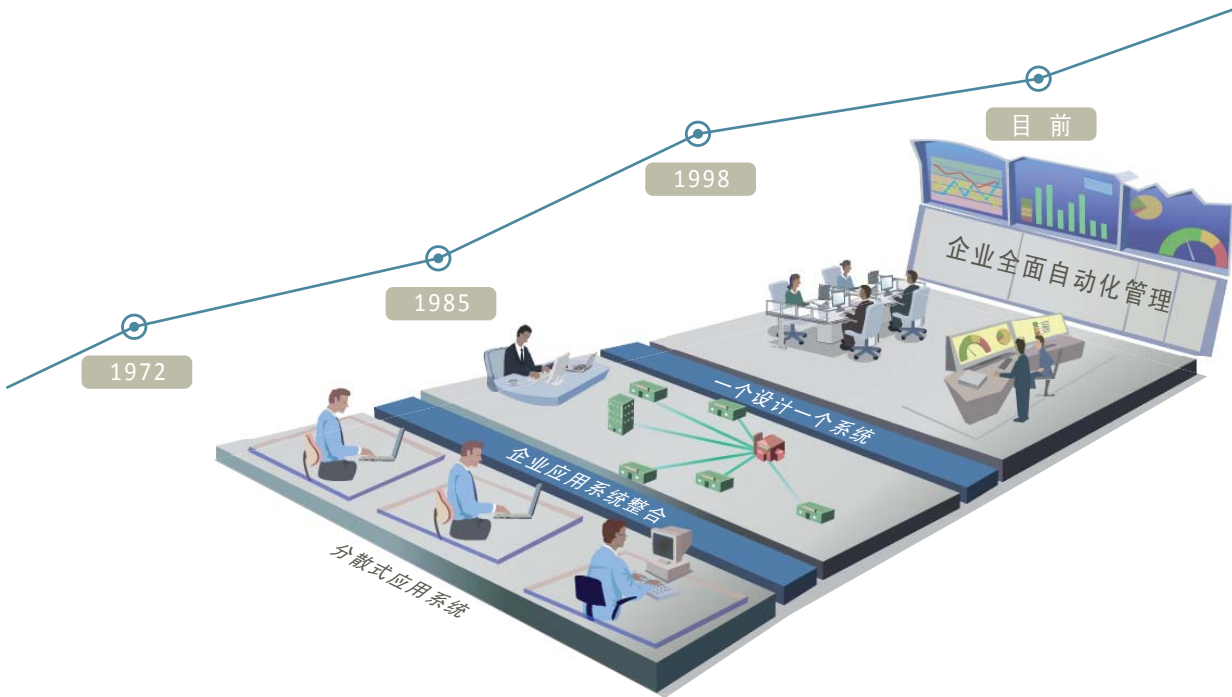 目 前
1998
1985
1972
企业全面自动化管理
一个设计一个系统
企业应用系统整合
分散式应用系统